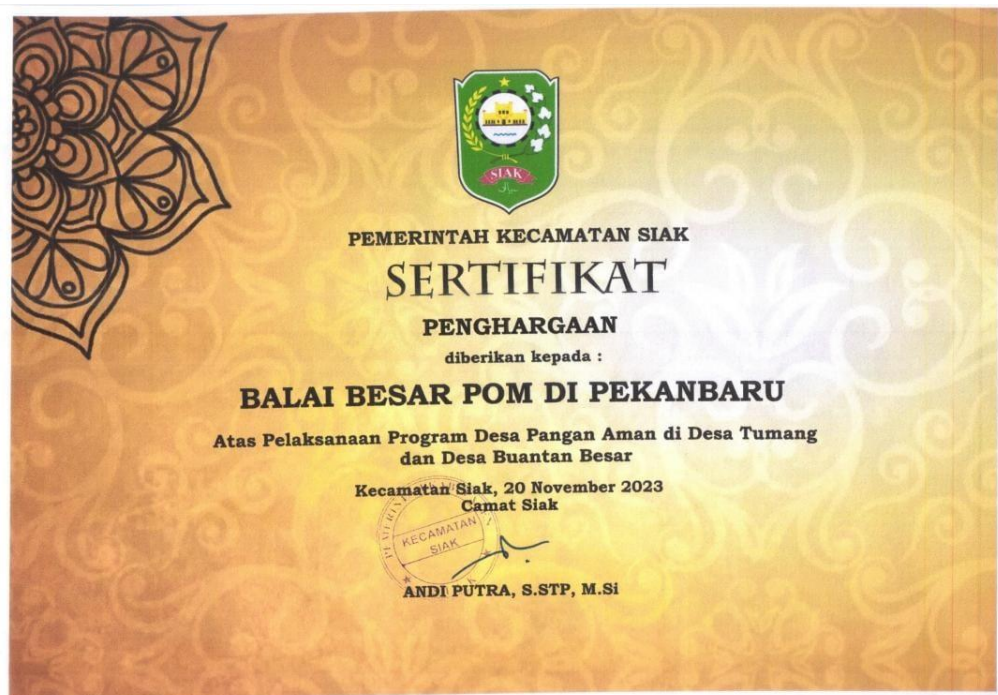 SIAK
PEMERINTAH KECAMATAN SIAK
SERTIFIKAT
PENGHARGAAN
diberikan kepada :
BALAI BESAR POM DI PEKANBARU
Atas Pelaksanaan Program Desa Pangan Aman di Desa Tumang
dan Desa Buantan Besar
Kecamatan Siak, 20 November 2023
Camat Siak
KECAMATAN
SIAK
ANDI PUTRA, S.STP, M.Si